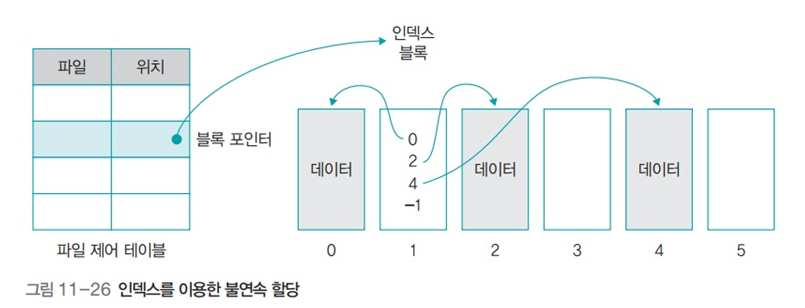 인덱스
블록
파일 위치
블록 포인터
파일 제어 테이블
0
2
4
-1
데이터 데이터 데이터
0 1 2 3 4 5
그림 11-26 인덱스를 이용한 불연속 할당